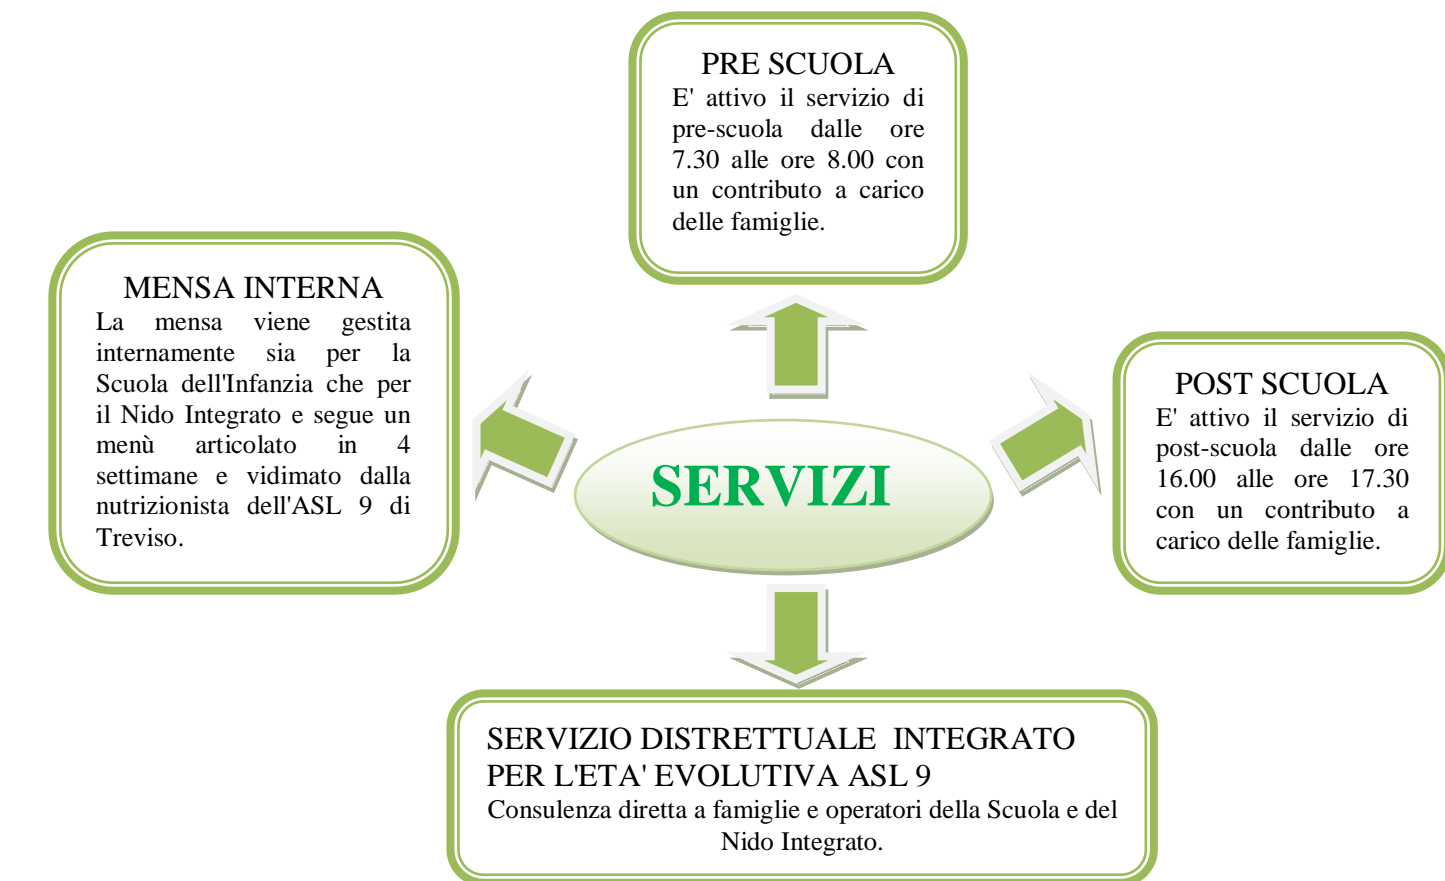 PRE SCUOLA
E' attivo il servizio di
pre-scuola dalle ore
7.30 alle ore 8.00 con
un contributo a carico
delle famiglie.
MENSA INTERNA
La mensa viene gestita
internamente sia per la
Scuola dell'Infanzia che per
il Nido Integrato e segue un
menù articolato in 4
settimane e vidimato dalla
nutrizionista dell'ASL 9 di
Treviso.
SERVIZI
POST SCUOLA
E' attivo il servizio di
post-scuola dalle ore
16.00 alle ore 17.30
con un contributo a
carico delle famiglie.
SERVIZIO DISTRETTUALE INTEGRATO
PER L'ETA' EVOLUTIVA ASL 9
Consulenza diretta a famiglie e operatori della Scuola e del
Nido Integrato.